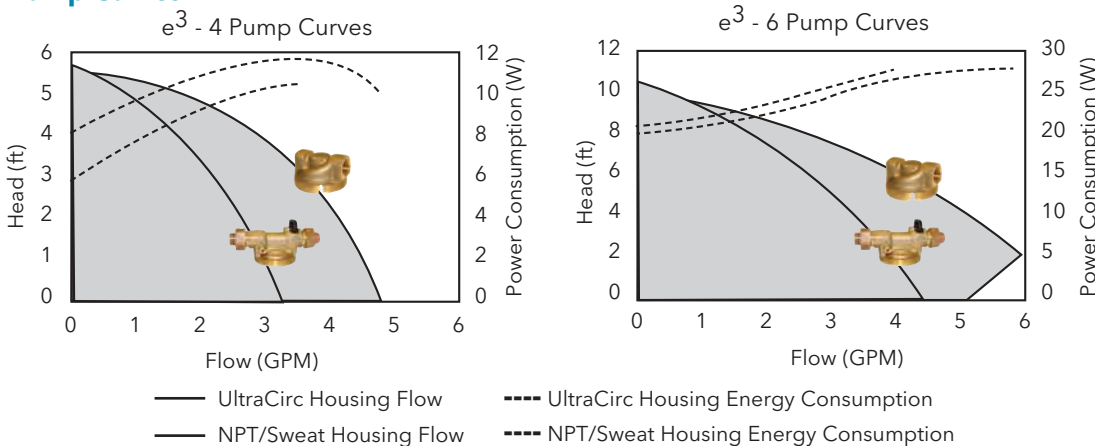 e3 - 4 Pump Curves
6
5
4
3
2
1
0
Head (ft)
12
10
8
6
4
2
0
Power Consumption (W)
0 1 2 3 4 5 6
Flow (GPM)
e3 - 6 Pump Curves
12
10
8
6
4
2
0
Head (ft)
30
25
20
15
10
5
0
Power Consumption (W)
0 1 2 3 4 5 6
Flow (GPM)
UltraCirc Housing Flow
UltraCirc Housing Energy Consumption
NPT/Sweat Housing Flow
NPT/Sweat Housing Energy Consumption